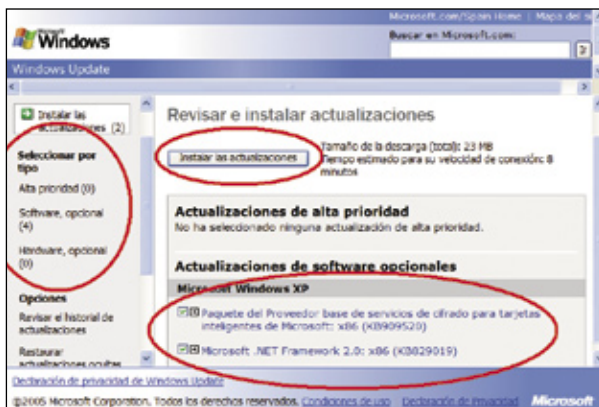 Microsoft.com/Spain Home | Mapa del si
Microsoft
Windows
Buscar en Microsoft.com:
Ir
Windows Update
Instalar las
actualizaciones (2)
Seleccionar por
tipo
Alta prioridad (0)
Software, opcional
(4)
Hardware, opcional
(0)
Opciones
Revisar el historial de
actualizaciones
Restaurar
actualizaciones ocultas
Revisar e instalar actualizaciones
Instalar las actualizaciones
Tamaño de la descarga (total): 23 MB
Tiempo estimado para su velocidad de conexión: 8
minutos
Actualizaciones de alta prioridad
No ha seleccionado ninguna actualización de alta prioridad.
Actualizaciones de software opcionales
Microsoft Windows XP
Paquete del Proveedor base de servicios de cifrado para tarjetas
inteligentes de Microsoft: x86 (KB909520)
Microsoft .NET Framework 2.0: x86 (KB829019)
Declaración de privacidad de Windows Update
©2005 Microsoft Corporation. Todos los derechos reservados. Condiciones de uso Declaración de Privacidad Microsoft